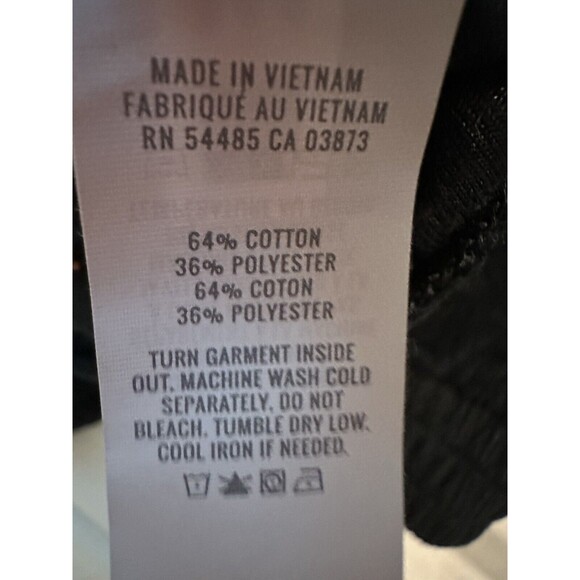 MADE IN VIETNAM
FABRIQUÉ AU VIETNAM
RN 54485 CA 03873
64% COTTON
36% POLYESTER
64% COTON
36% POLYESTER
TURN GARMENT INSIDE
OUT. MACHINE WASH COLD
SEPARATELY. DO NOT
BLEACH. TUMBLE DRY LOW.
COOL IRON IF NEEDED.